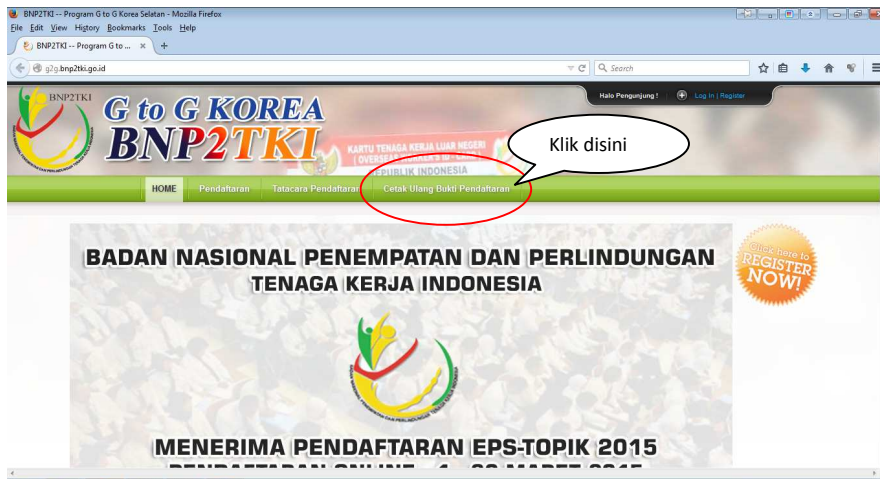 BNP2TKI -- Program G to G Korea Selatan - Mozilla Firefox
File Edit View History Bookmarks Tools Help
BNP2TKI -- Program G to ...
g2g.bnp2tki.go.id
Search
BNP2TKI
G to G KOREA
BNP2TKI
Halo Pengunjung !
Log In | Register
KARTU TENAGA KERJA LUAR NEGERI
REPUBLIK INDONESIA
Klik disini
HOME Pendaftaran Tatacara Pendaftaran Cetak Ulang Bukti Pendaftaran
BADAN NASIONAL PENEMPATAN DAN PERLINDUNGAN
TENAGA KERJA INDONESIA
Click here to
REGISTER
NOW!
MENERIMA PENDAFTARAN EPS-TOPIK 2015